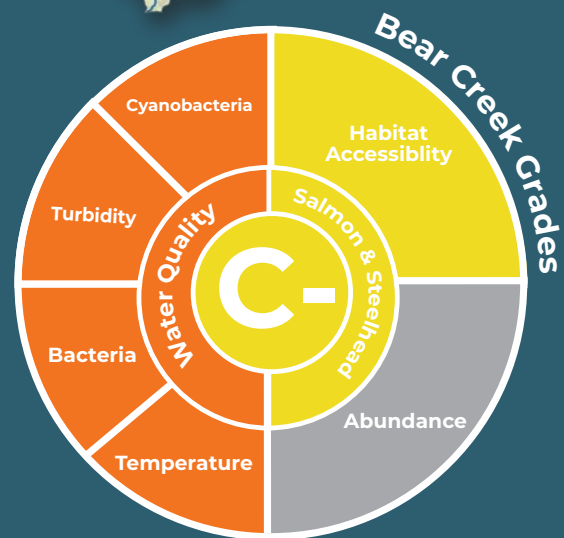 Bear Creek Grades
Cyanobacteria
Habitat
Accessiblity
Turbidity
Water Quality
Salmon & Steelhead
C-
Bacteria
Abundance
Temperature